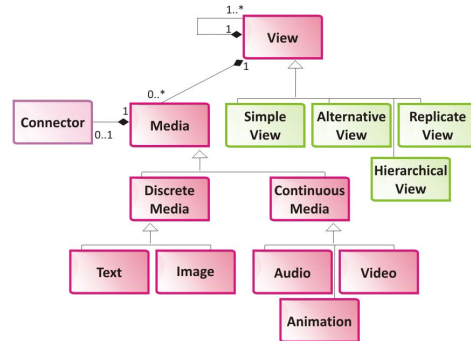 1..*
1
View
1
0..*
1
Connector
0..1
Media
Simple
View
Alternative
View
Replicate
View
Hierarchical
View
Discrete
Media
Continuous
Media
Text
Image
Audio
Video
Animation